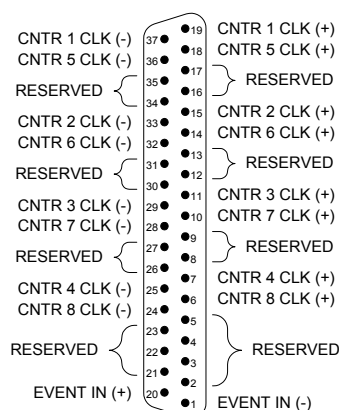 CNTR 1 CLK (-) 37 19 CNTR 1 CLK (+)
CNTR 5 CLK (-) 36 18 CNTR 5 CLK (+)
RESERVED 35 34 17 16 RESERVED
CNTR 2 CLK (-) 33 15 CNTR 2 CLK (+)
CNTR 6 CLK (-) 32 14 CNTR 6 CLK (+)
RESERVED 31 30 13 12 RESERVED
CNTR 3 CLK (-) 29 11 CNTR 3 CLK (+)
CNTR 7 CLK (-) 28 10 CNTR 7 CLK (+)
RESERVED 27 26 9 8 RESERVED
CNTR 4 CLK (-) 25 7 CNTR 4 CLK (+)
CNTR 8 CLK (-) 24 6 CNTR 8 CLK (+)
RESERVED 23 22 21 5 4 3 2 RESERVED
EVENT IN (+) 20 1 EVENT IN (-)